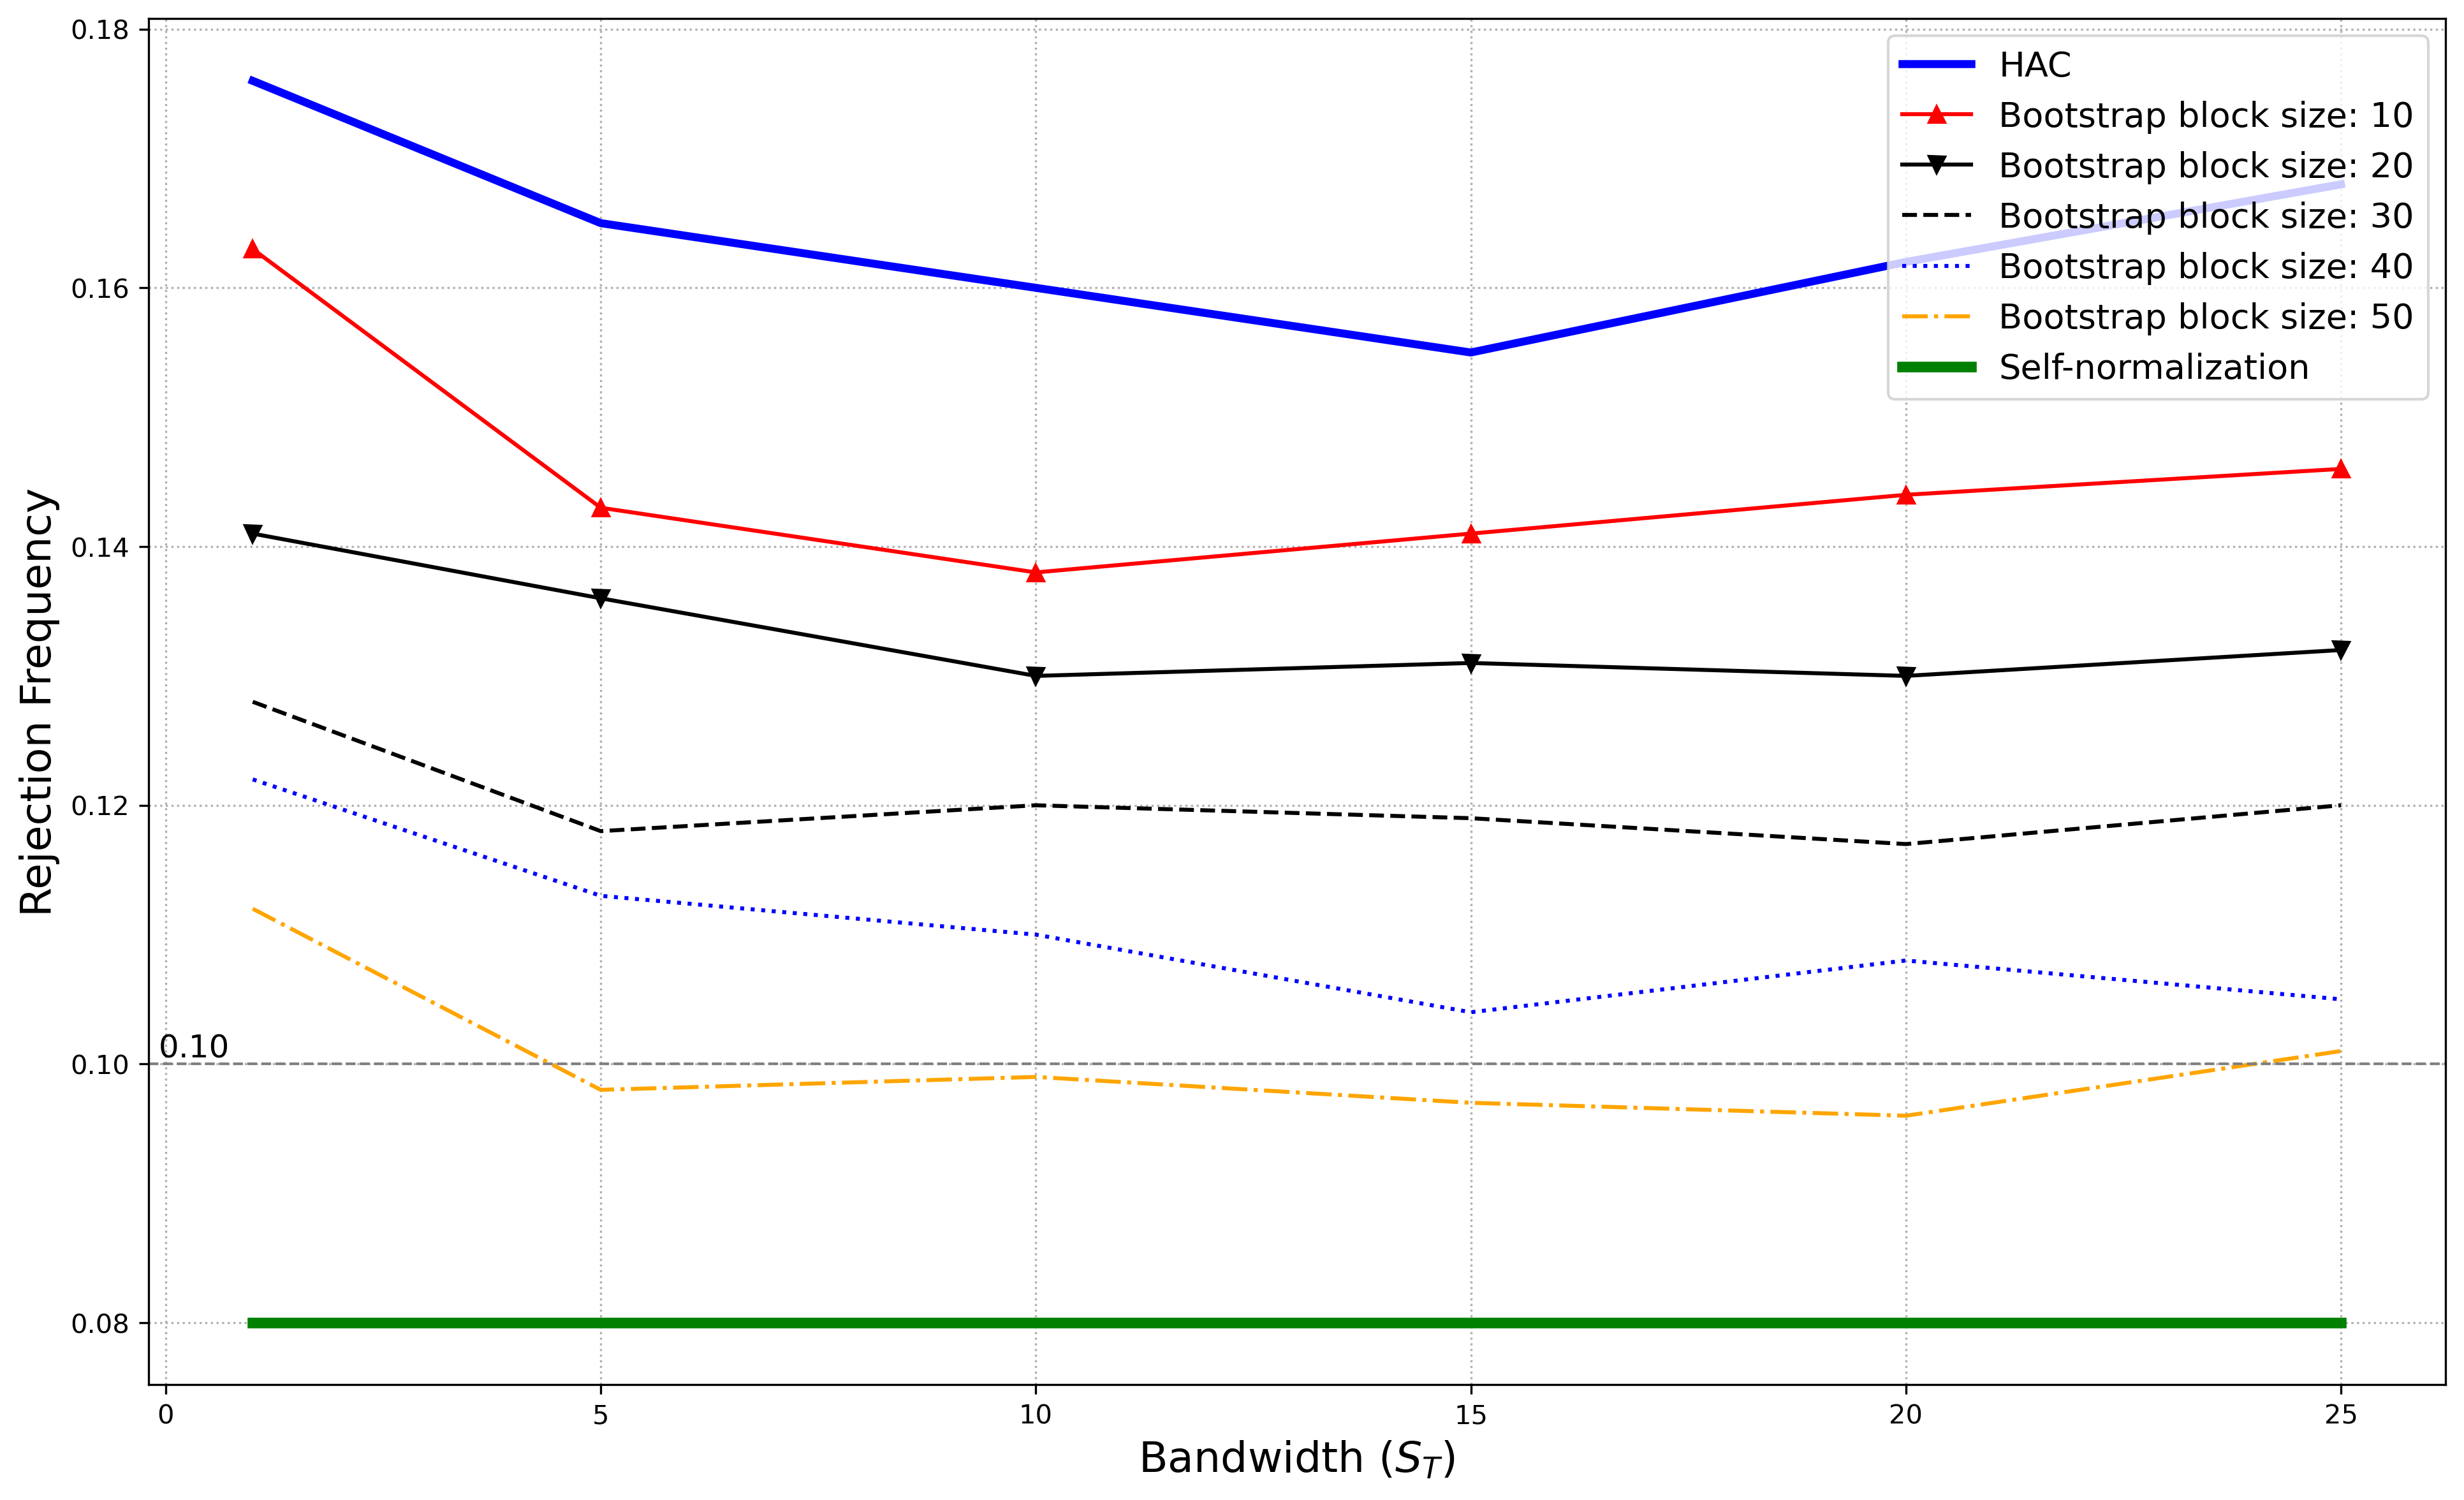 0.18
0.16
0.14
0.12
0.10
0.08
Rejection Frequency
0.10
HAC
Bootstrap block size: 10
Bootstrap block size: 20
Bootstrap block size: 30
Bootstrap block size: 40
Bootstrap block size: 50
Self-normalization
0 5 10 15 20 25
Bandwidth (S_T)